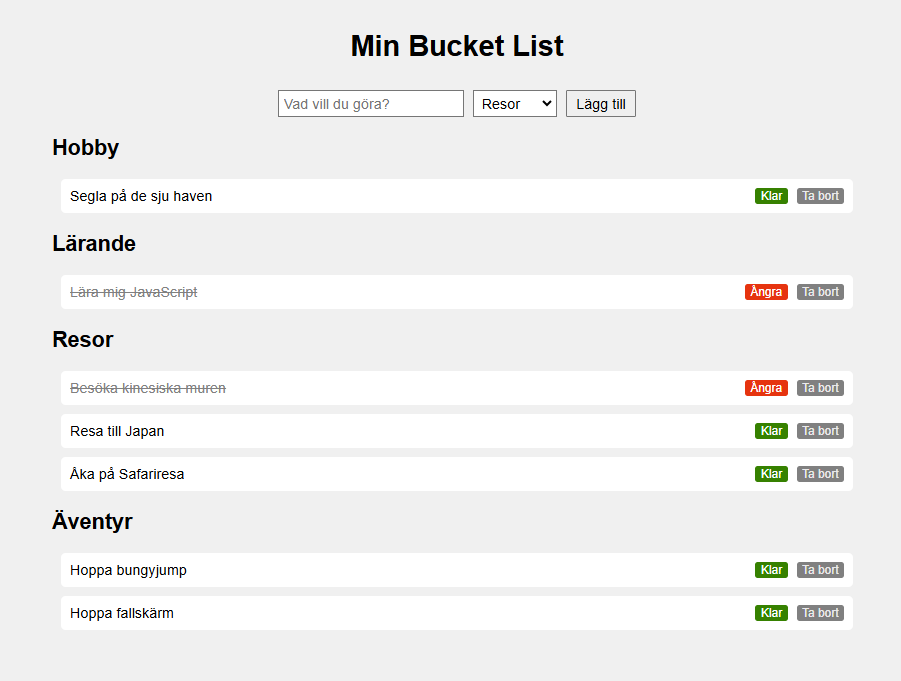 Min Bucket List
Vad vill du göra? Resor Lägg till
Hobby
Segla på de sju haven Klar Ta bort
Lärande
Lära mig JavaScript Ångra Ta bort
Resor
Besöka kinesiska muren Ångra Ta bort
Resa till Japan Klar Ta bort
Åka på Safariresa Klar Ta bort
Äventyr
Hoppa bungyjump Klar Ta bort
Hoppa fallskärm Klar Ta bort